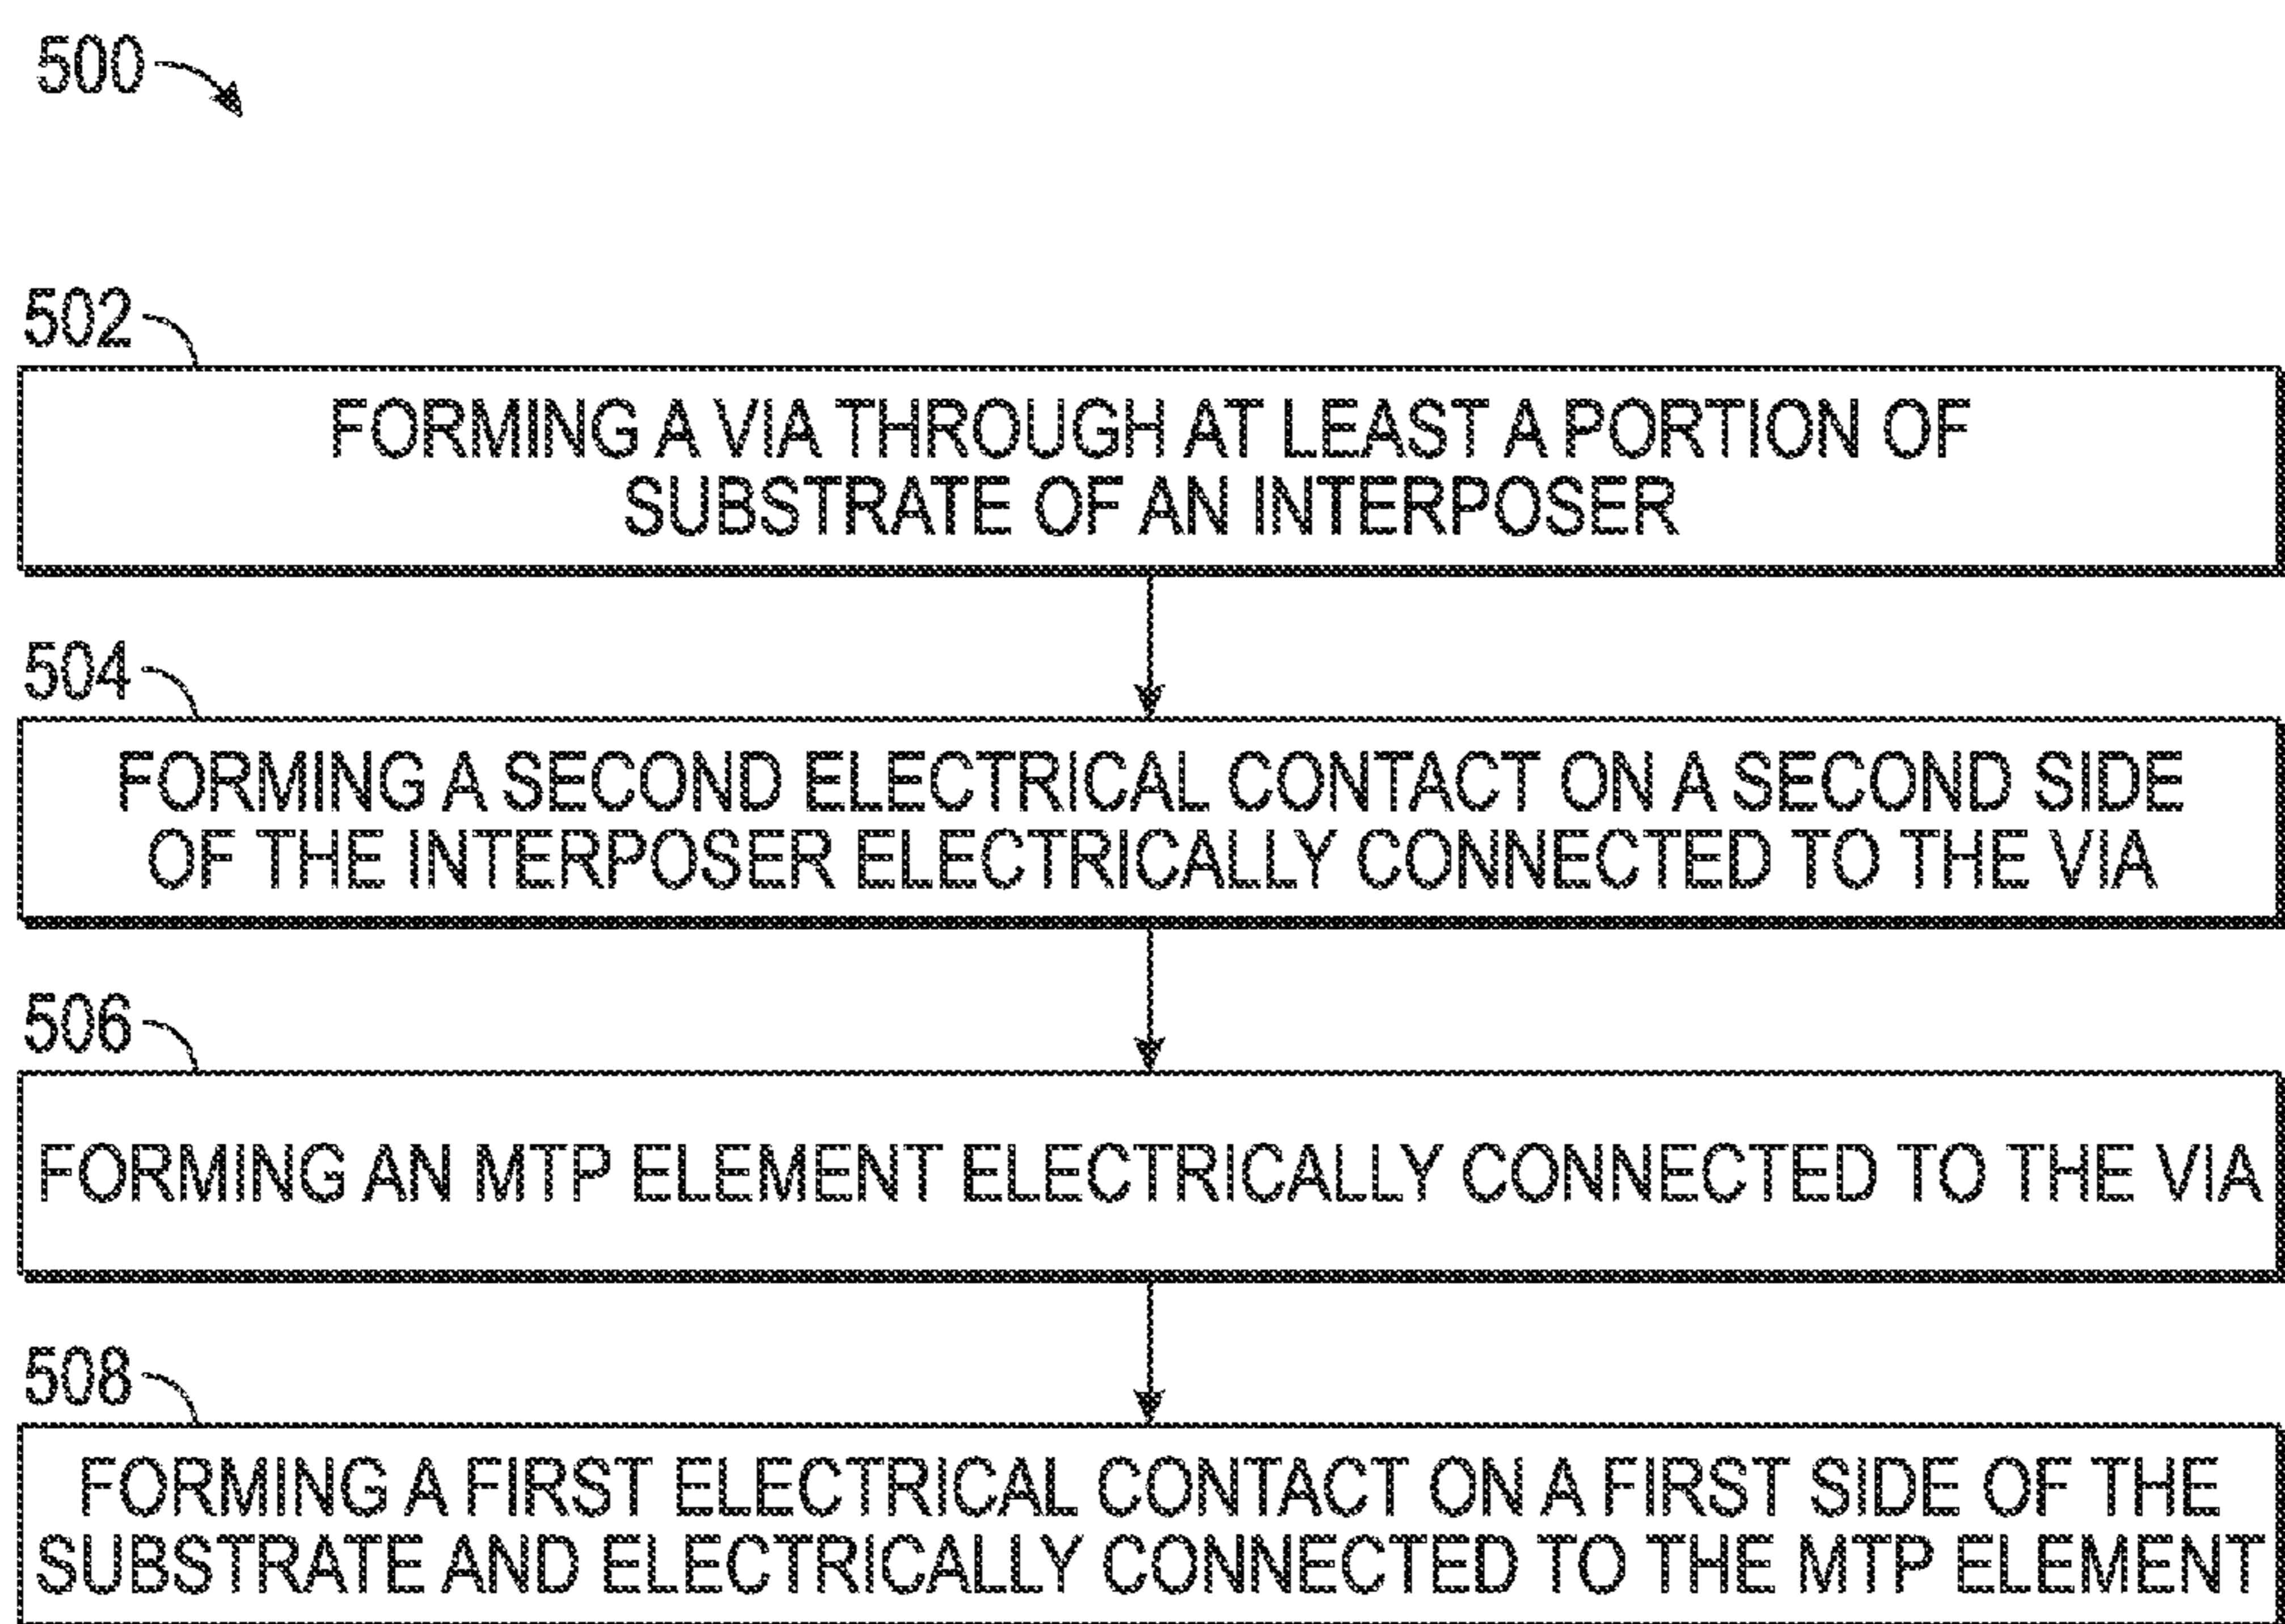 500
502
FORMING A VIA THROUGH AT LEAST A PORTION OF
SUBSTRATE OF AN INTERPOSER
504
FORMING A SECOND ELECTRICAL CONTACT ON A SECOND SIDE
OF THE INTERPOSER ELECTRICALLY CONNECTED TO THE VIA
506
FORMING AN MTP ELEMENT ELECTRICALLY CONNECTED TO THE VIA
508
FORMING A FIRST ELECTRICAL CONTACT ON A FIRST SIDE OF THE
SUBSTRATE AND ELECTRICALLY CONNECTED TO THE MTP ELEMENT